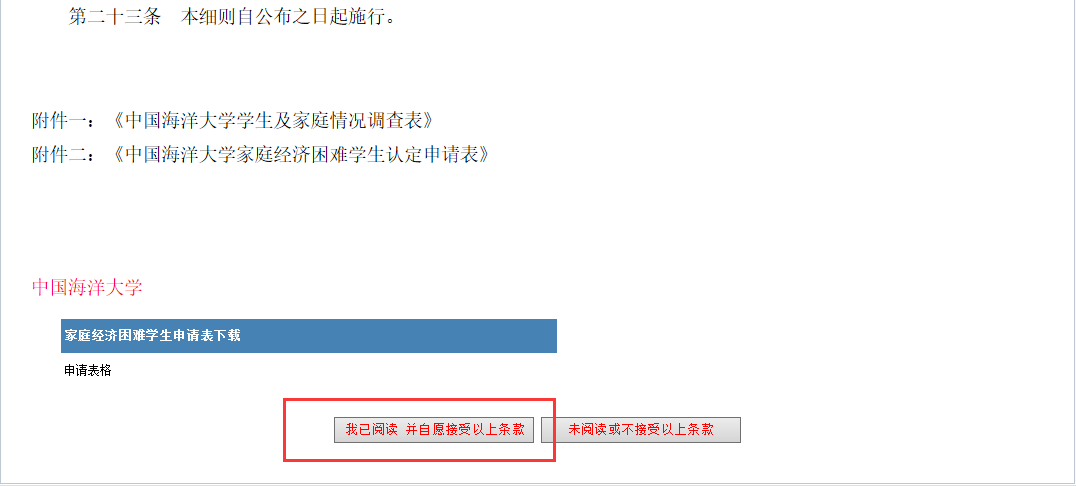 第二十三条　本细则自公布之日起施行。
附件一：《中国海洋大学学生及家庭情况调查表》
附件二：《中国海洋大学家庭经济困难学生认定申请表》
中国海洋大学
家庭经济困难学生申请表下载
申请表格
我已阅读 并自愿接受以上条款 未阅读或不接受以上条款